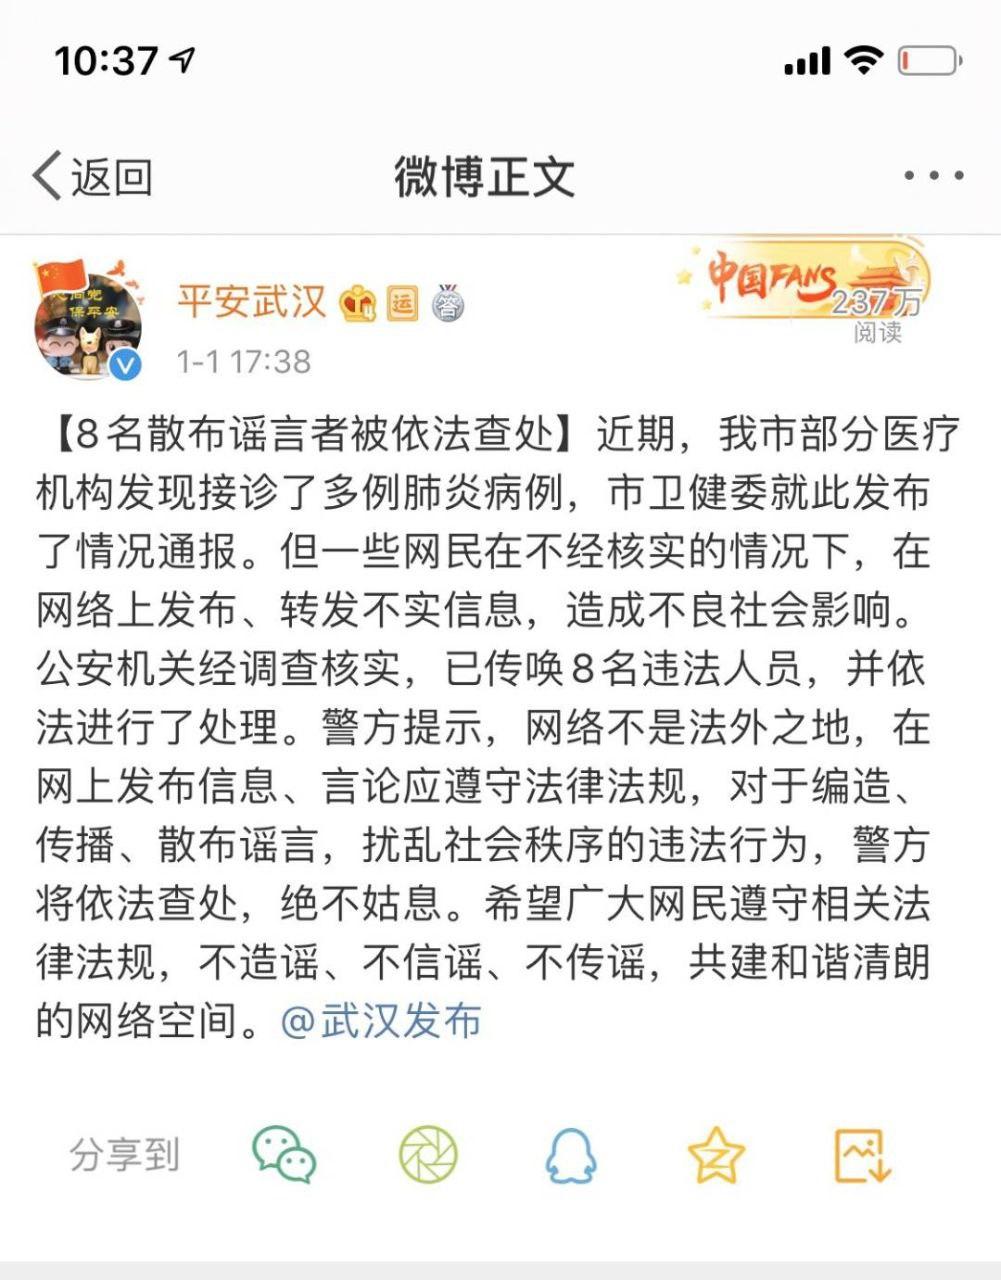 10:37
返回
微博正文
中国FANS
平安武汉
运
答
237万
阅读
保平安
1-1 17:38
【8名散布谣言者被依法查处】近期，我市部分医疗
机构发现接诊了多例肺炎病例，市卫健委就此发布
了情况通报。但一些网民在不经核实的情况下，在
网络上发布、转发不实信息，造成不良社会影响。
公安机关经调查核实，已传唤8名违法人员，并依
法进行了处理。警方提示，网络不是法外之地，在
网上发布信息、言论应遵守法律法规，对于编造、
传播、散布谣言，扰乱社会秩序的违法行为，警方
将依法查处，绝不姑息。希望广大网民遵守相关法
律法规，不造谣、不信谣、不传谣，共建和谐清朗
的网络空间。@武汉发布
分享到